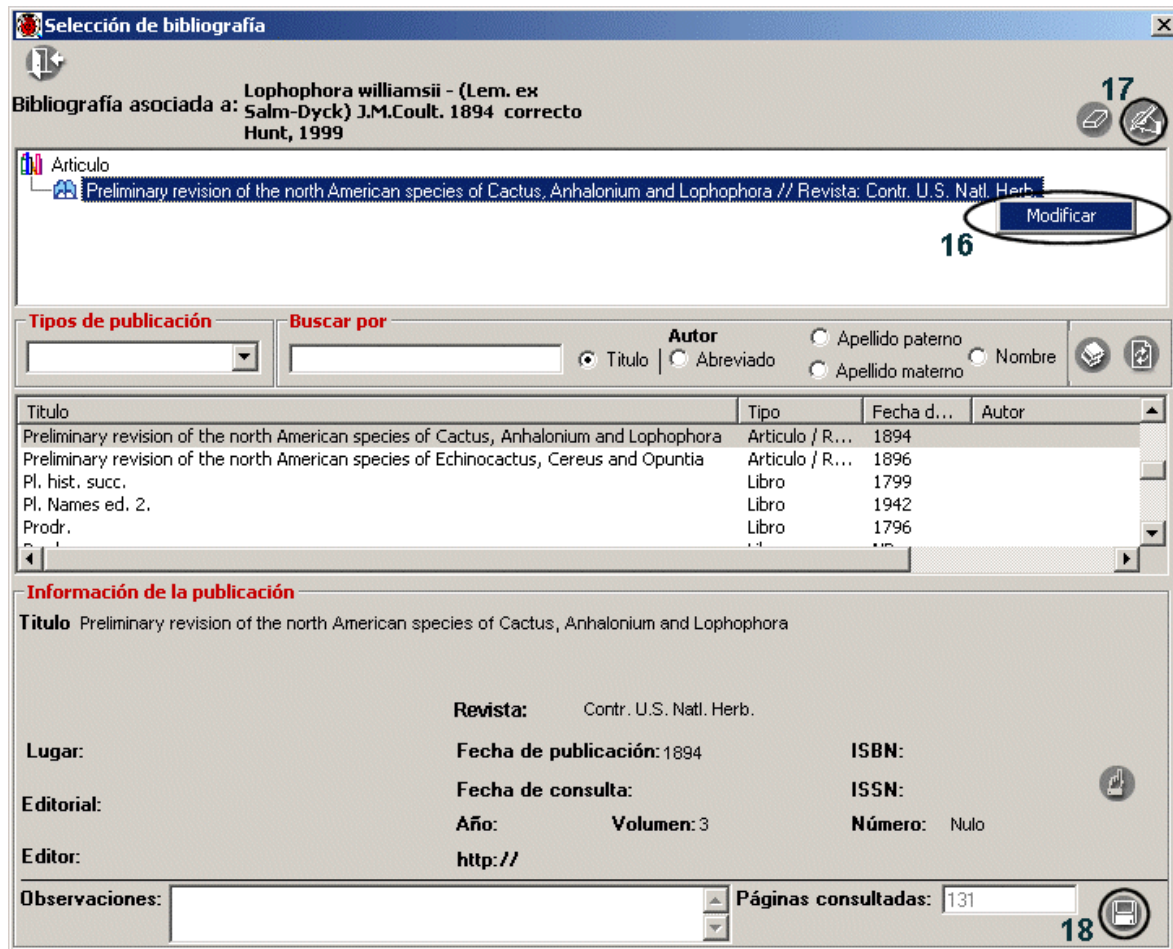 Selección de bibliografía
17
Bibliografía asociada a: Lophophora williamsii - (Lem. ex
Salm-Dyck) J.M.Coult. 1894 correcto
Hunt, 1999
Articulo
Preliminary revision of the north American species of Cactus, Anhalonium and Lophophora // Revista: Contr. U.S. Natl. Herb.
Modificar
16
Tipos de publicación
Buscar por
Titulo
Autor
Abreviado
Apellido paterno
Apellido materno
Nombre
Titulo Tipo Fecha d... Autor
Preliminary revision of the north American species of Cactus, Anhalonium and Lophophora Articulo / R... 1894
Preliminary revision of the north American species of Echinocactus, Cereus and Opuntia Articulo / R... 1896
Pl. hist. succ. Libro 1799
Pl. Names ed. 2. Libro 1942
Prodr. Libro 1796
Información de la publicación
Titulo Preliminary revision of the north American species of Cactus, Anhalonium and Lophophora
Revista: Contr. U.S. Natl. Herb.
Lugar: Fecha de publicación: 1894 ISBN:
Fecha de consulta: ISSN:
Editorial:
Año: Volumen: 3 Número: Nulo
Editor: http://
Observaciones: Páginas consultadas: 131
18